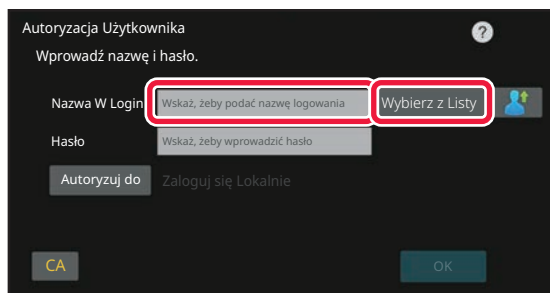 Autoryzacja Użytkownika
?
Wprowadź nazwę i hasło.
Nazwa W Login Wskaż, żeby podać nazwę logowania Wybierz z Listy
Hasło Wskaż, żeby wprowadzić hasło
Autoryzuj do Zaloguj się Lokalnie
CA OK